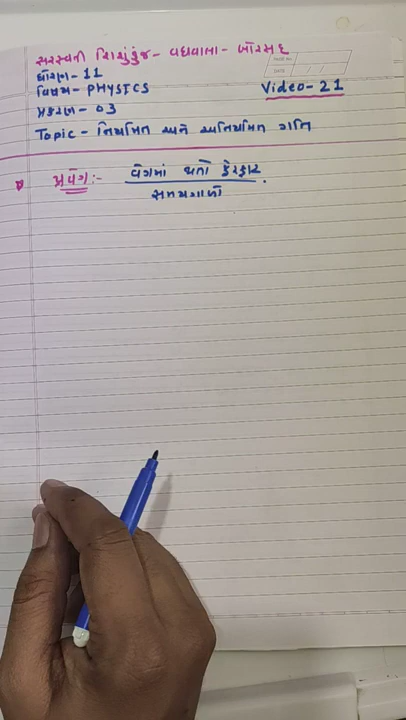 સરસ્વતી શિશુકુંજ - વઘવાલા - બોરસદ
ધોરણ - 11
વિષય - PHYSICS
Video - 21
પ્રકરણ - 03
Topic - નિયમિત અને અનિયમિત ગતિ
પ્રવેગ :- વેગમાં થતો ફેરફાર
સમયગાળો